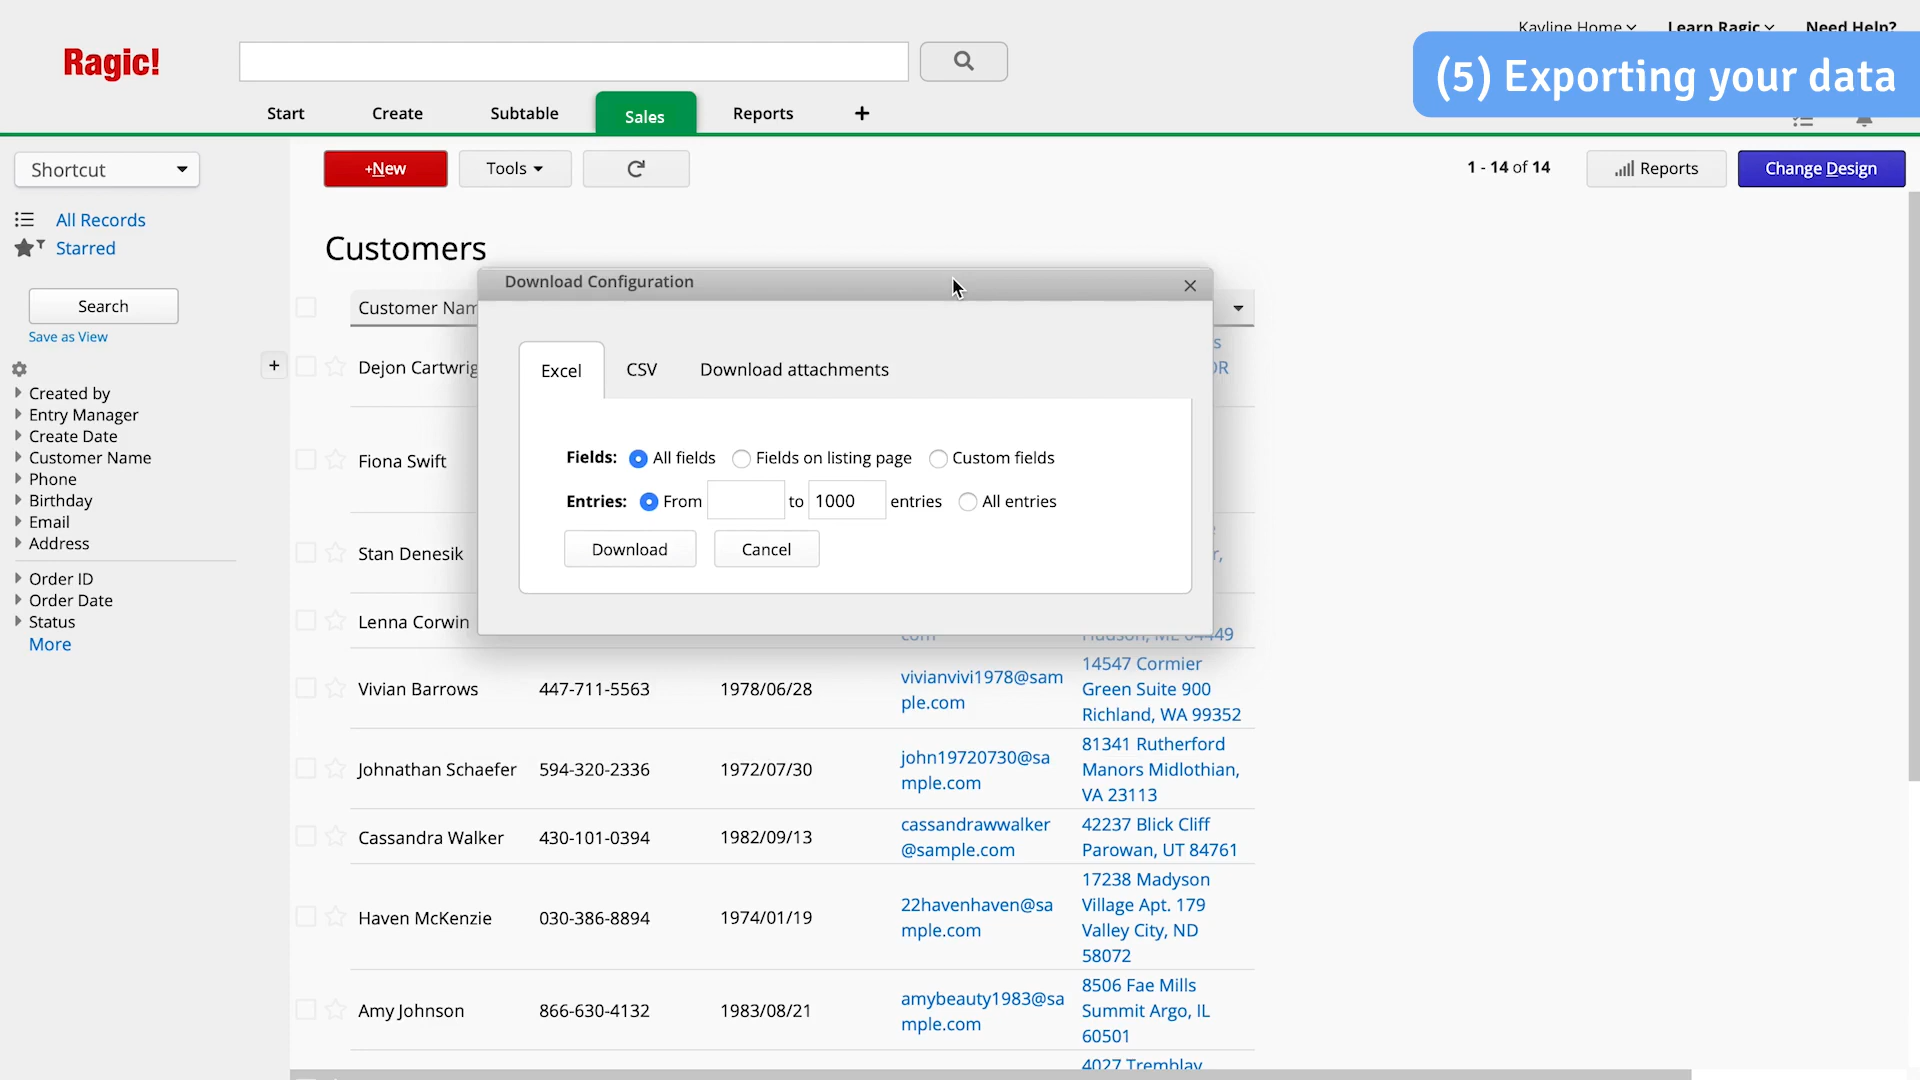 Kayline Home
Learn Ragic
Need Help?
Ragic!
(5) Exporting your data
Start
Create
Subtable
Sales
Reports
+
Shortcut
+New
Tools
1 - 14 of 14
Reports
Change Design
All Records
Starred
Customers
Search
Save as View
Download Configuration
Customer Nam
Dejon Cartwrig
Excel
CSV
Download attachments
Created by
Entry Manager
Create Date
Customer Name
Phone
Birthday
Email
Address
Order ID
Order Date
Status
More
Fields: All fields Fields on listing page Custom fields
Entries: From to 1000 entries All entries
Download
Cancel
Fiona Swift
Stan Denesik
Lenna Corwin
Hudson, ME 04449
Vivian Barrows
447-711-5563
1978/06/28
vivianvivi1978@sam
ple.com
14547 Cormier
Green Suite 900
Richland, WA 99352
Johnathan Schaefer
594-320-2336
1972/07/30
john19720730@sa
mple.com
81341 Rutherford
Manors Midlothian,
VA 23113
Cassandra Walker
430-101-0394
1982/09/13
cassandrawwalker
@sample.com
42237 Blick Cliff
Parowan, UT 84761
Haven McKenzie
030-386-8894
1974/01/19
22havenhaven@sa
mple.com
17238 Madyson
Village Apt. 179
Valley City, ND
58072
Amy Johnson
866-630-4132
1983/08/21
amybeauty1983@sa
mple.com
8506 Fae Mills
Summit Argo, IL
60501
4027 Tremblay